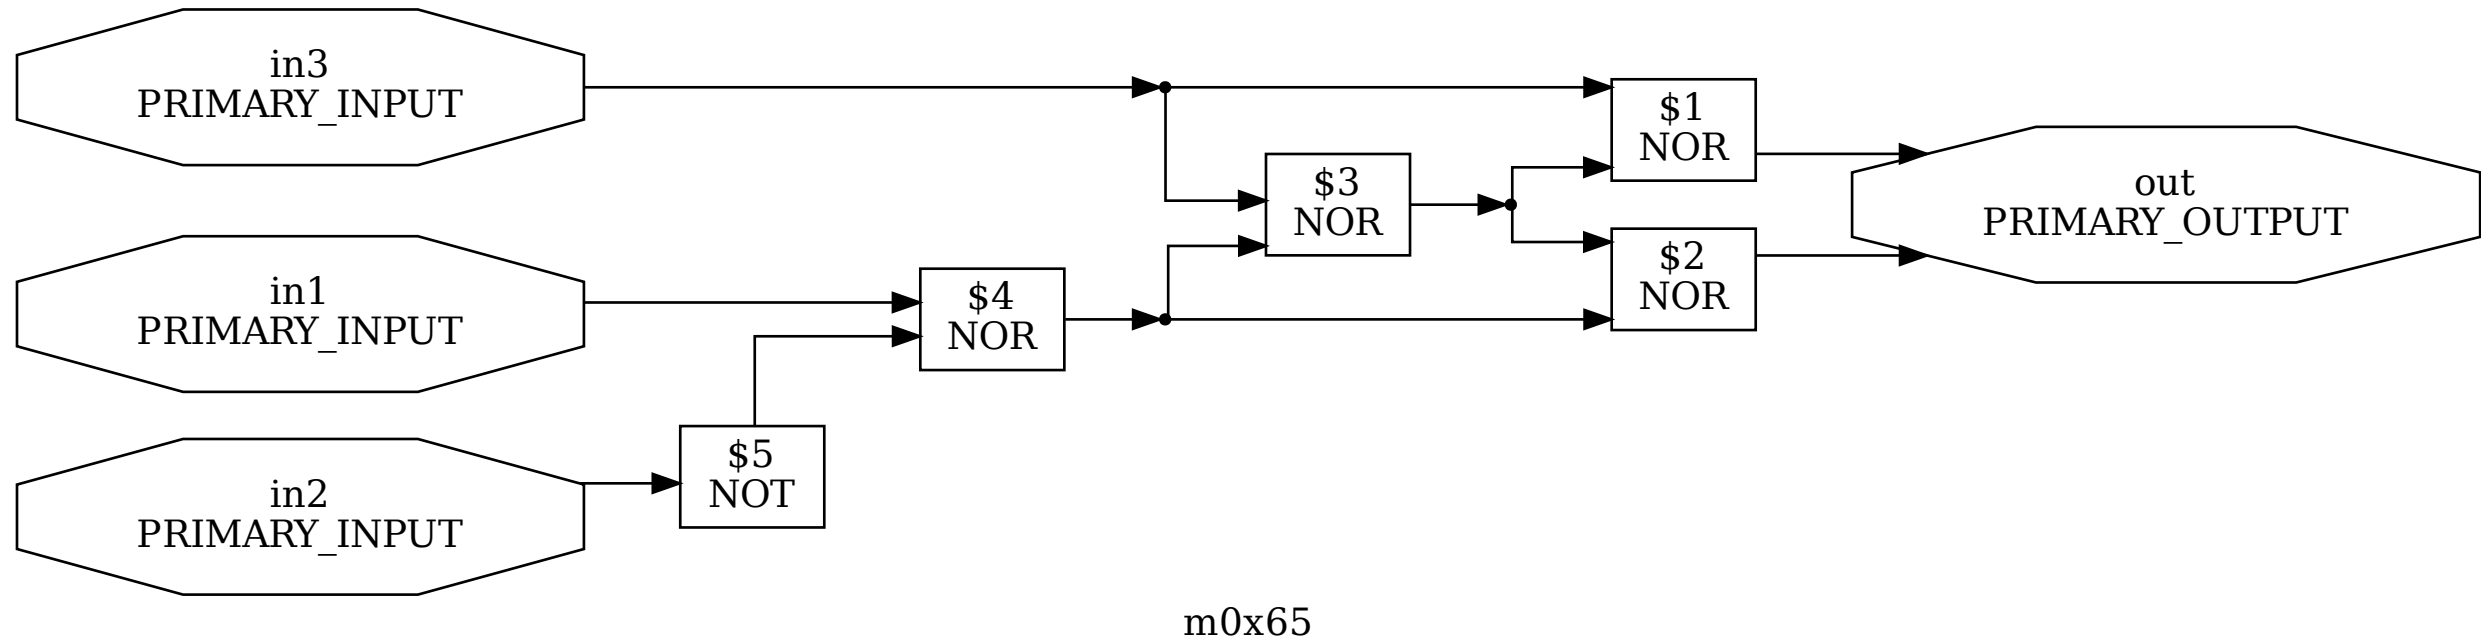 in3
PRIMARY_INPUT
$1
NOR
$3
NOR
out
PRIMARY_OUTPUT
in1
PRIMARY_INPUT
$4
NOR
$2
NOR
$5
NOT
in2
PRIMARY_INPUT
m0x65